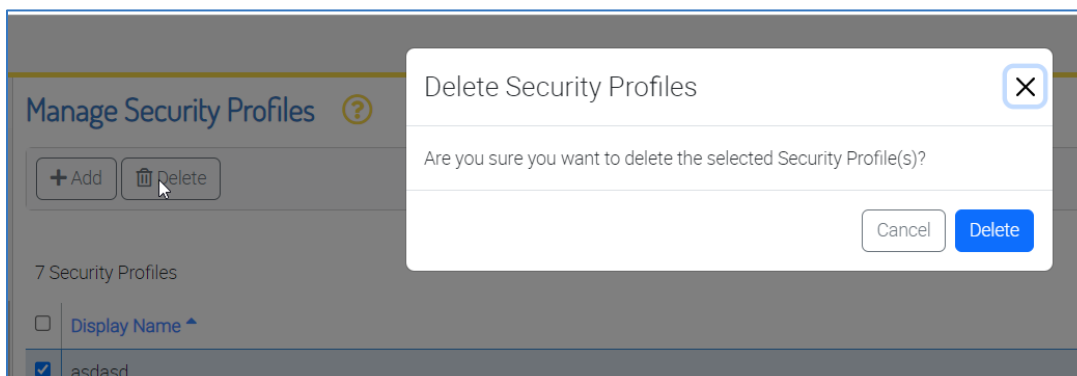 Delete Security Profiles
Are you sure you want to delete the selected Security Profile(s)?
Cancel Delete
Manage Security Profiles ?
+ Add Delete
7 Security Profiles
Display Name
asdasd